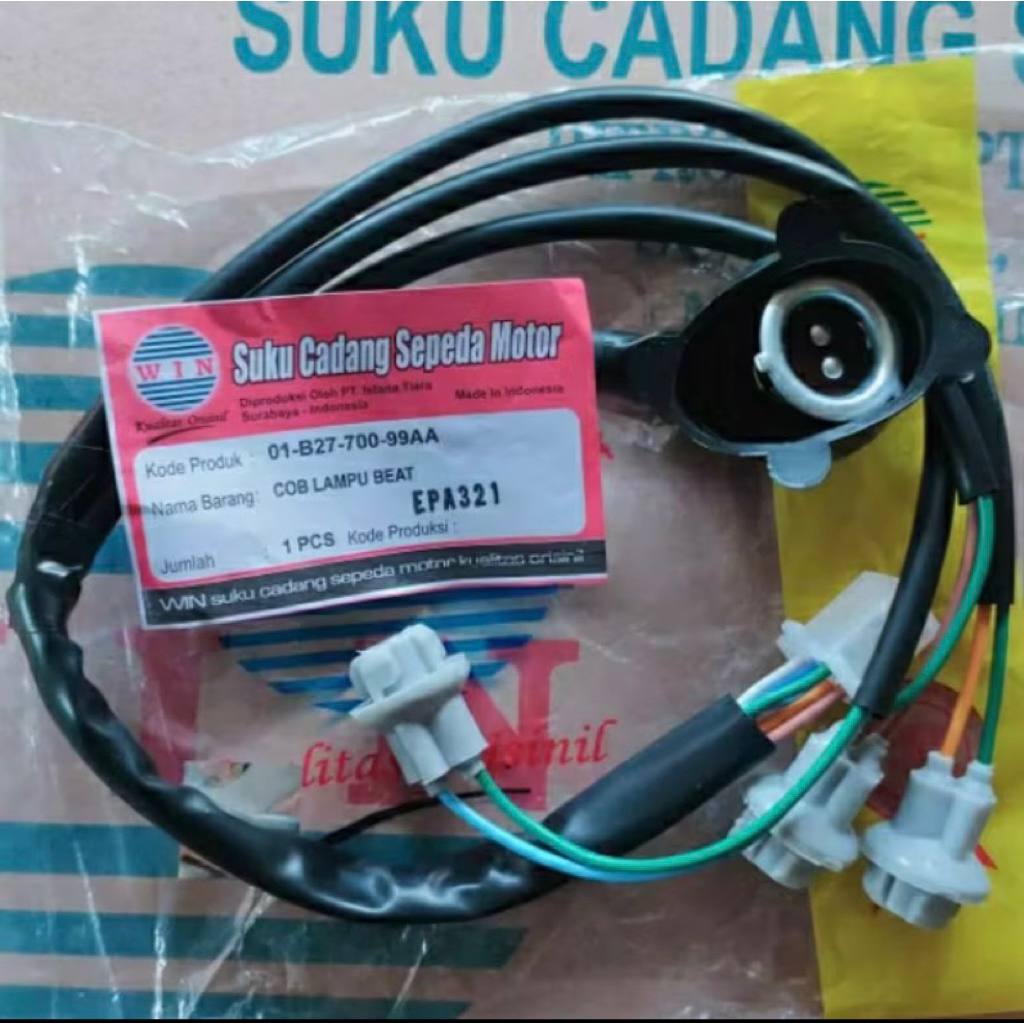 SUKU CADANG S
PT
WIN
Kualitas Orisinil
Suku Cadang Sepeda Motor
Diproduksi Oleh PT. Istana Tiara
Surabaya - Indonesia
Made in Indonesia
Kode Produk : 01-B27-700-99AA
Nama Barang: COB LAMPU BEAT
EPA321
Jumlah : 1 PCS Kode Produksi :
WIN suku cadang sepeda motor kualitas orisinil
N